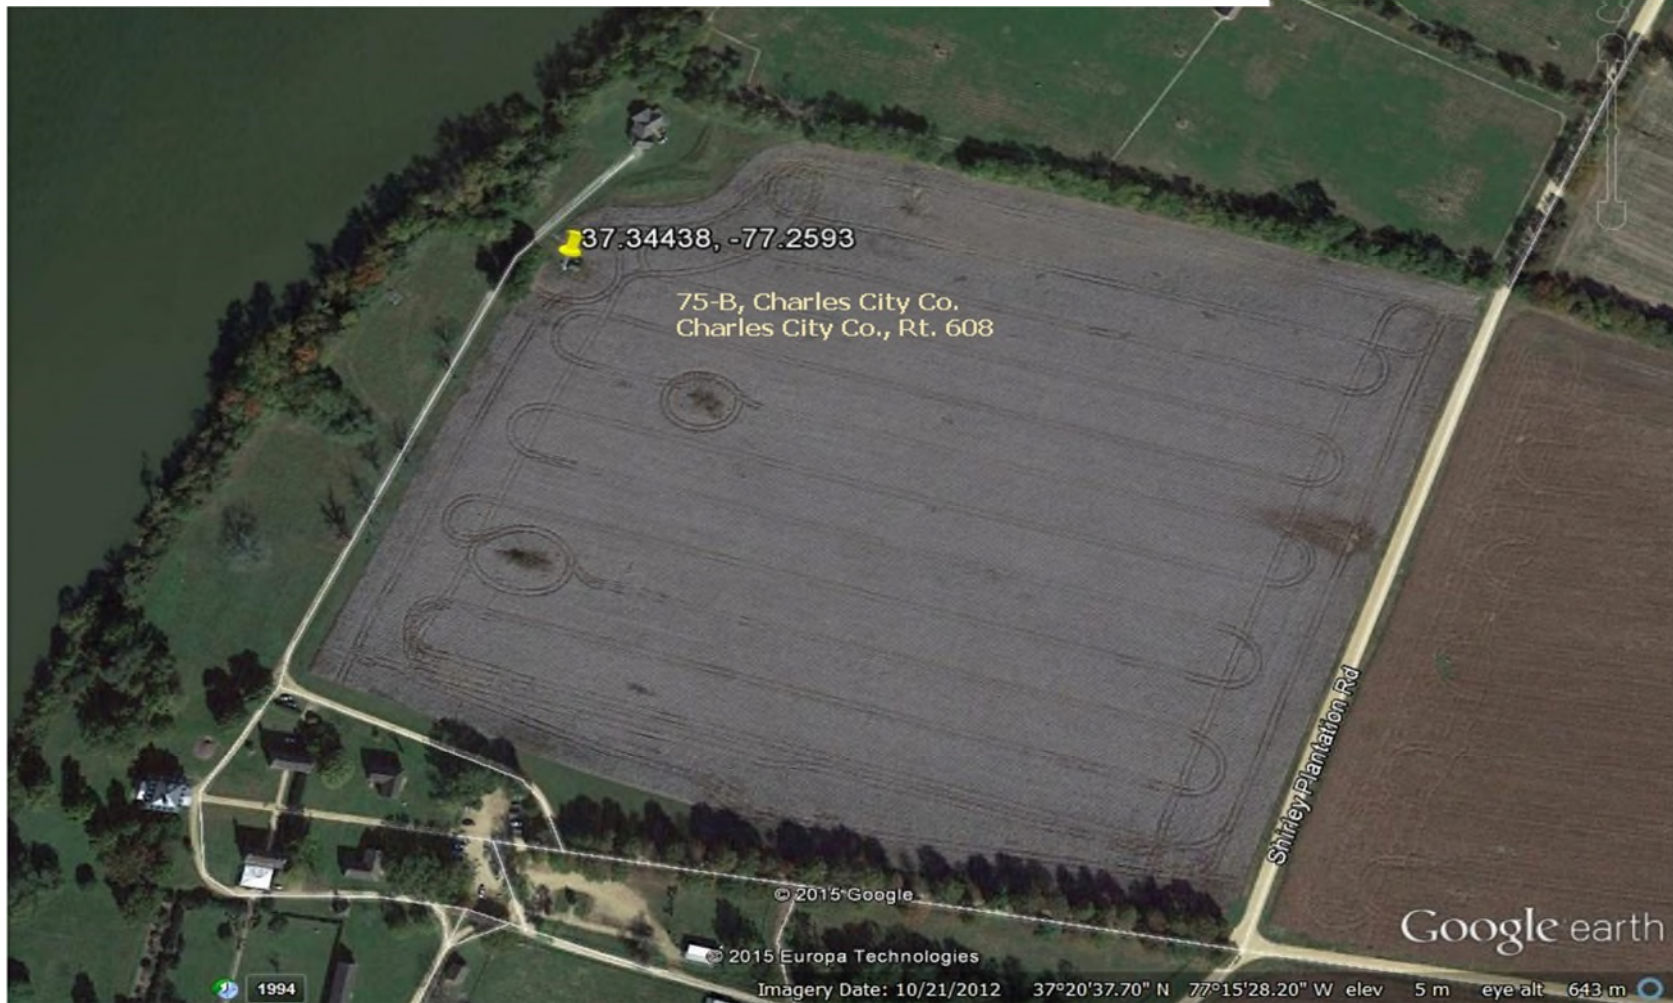 37.34438, -77.2593
75-B, Charles City Co.
Charles City Co., Rt. 608
Shirley Plantation Rd
© 2015 Google
Google earth
© 2015 Europa Technologies
1994
Imagery Date: 10/21/2012 37°20'37.70" N 77°15'28.20" W elev 5 m eye alt 643 m